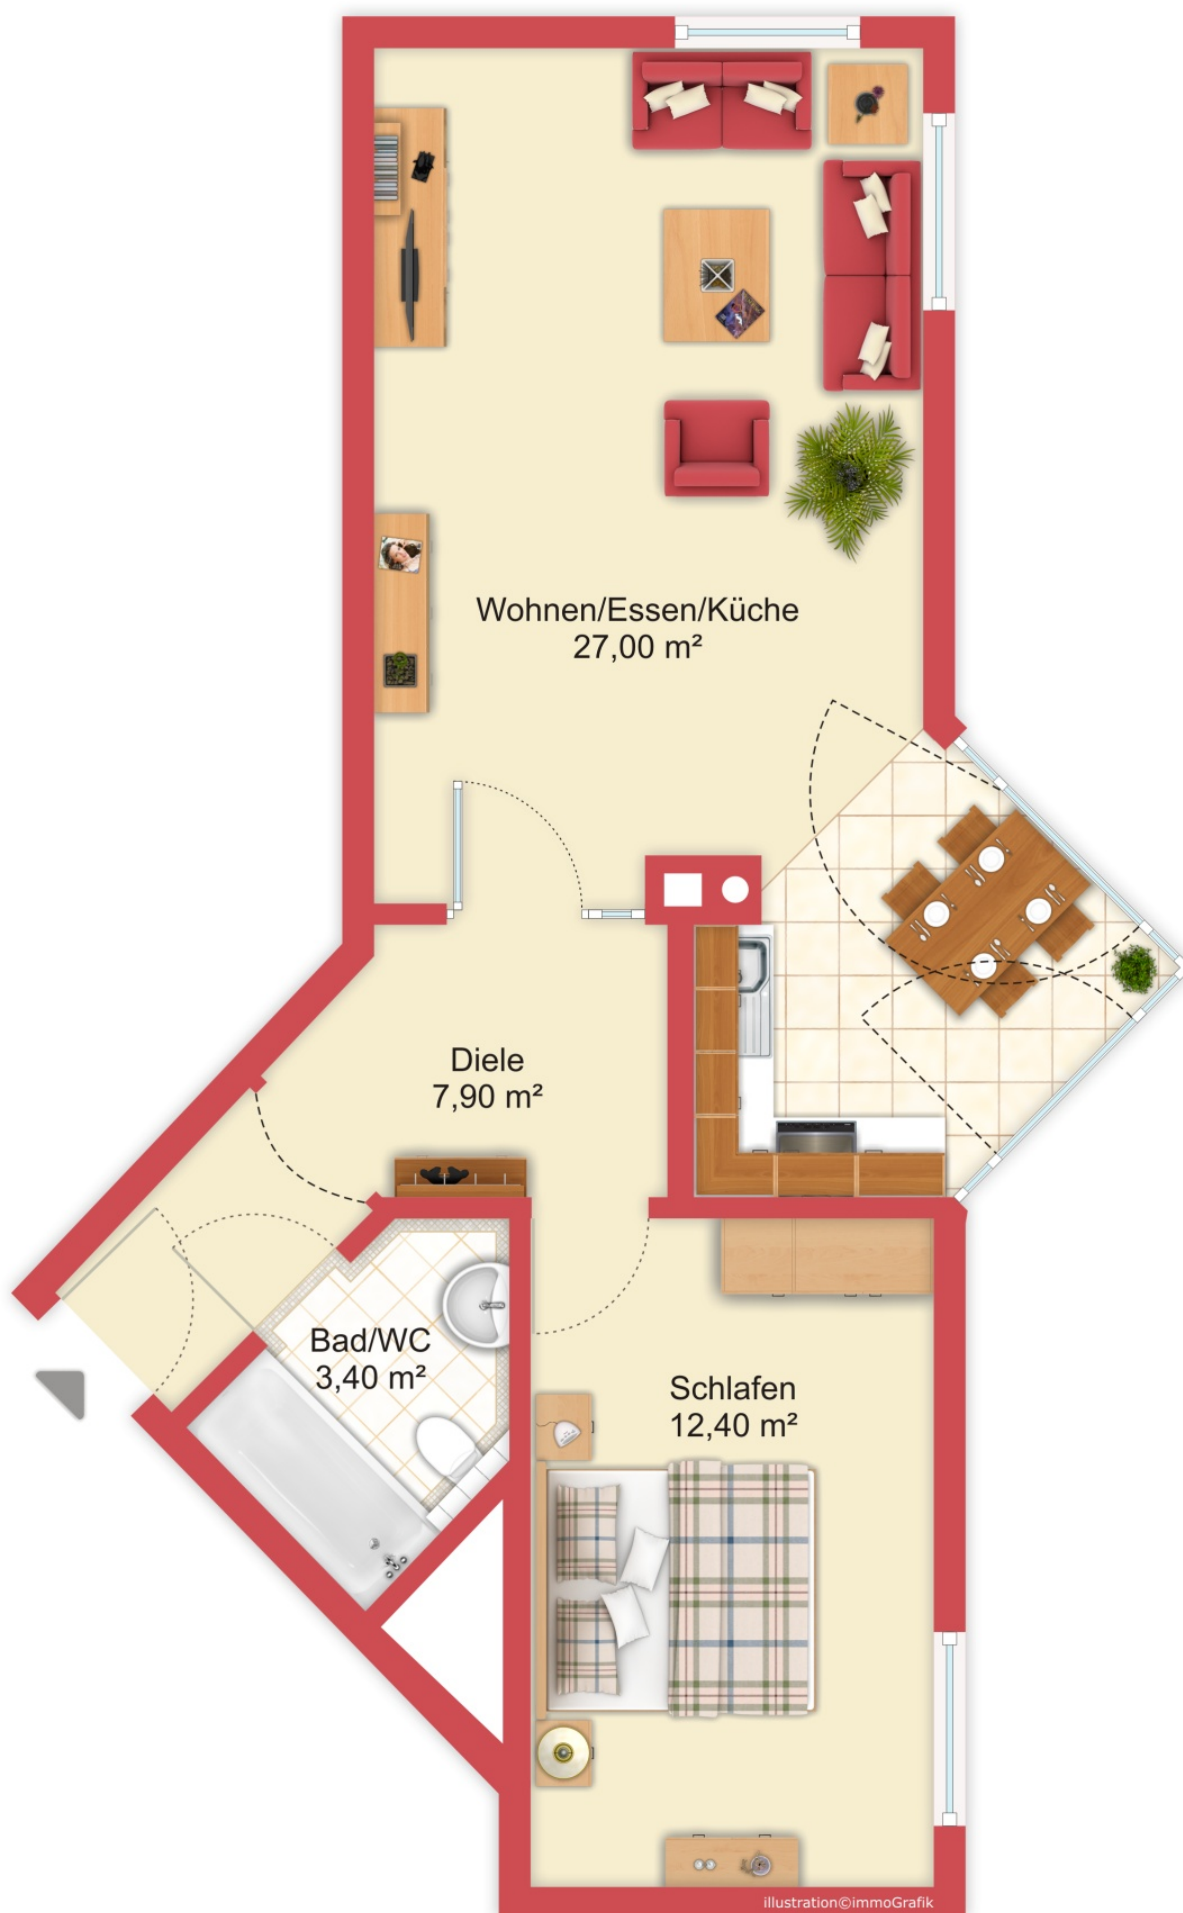 Wohnen/Essen/Küche
27,00 m²
Diele
7,90 m²
Bad/WC
3,40 m²
Schlafen
12,40 m²
illustration©immoGrafik